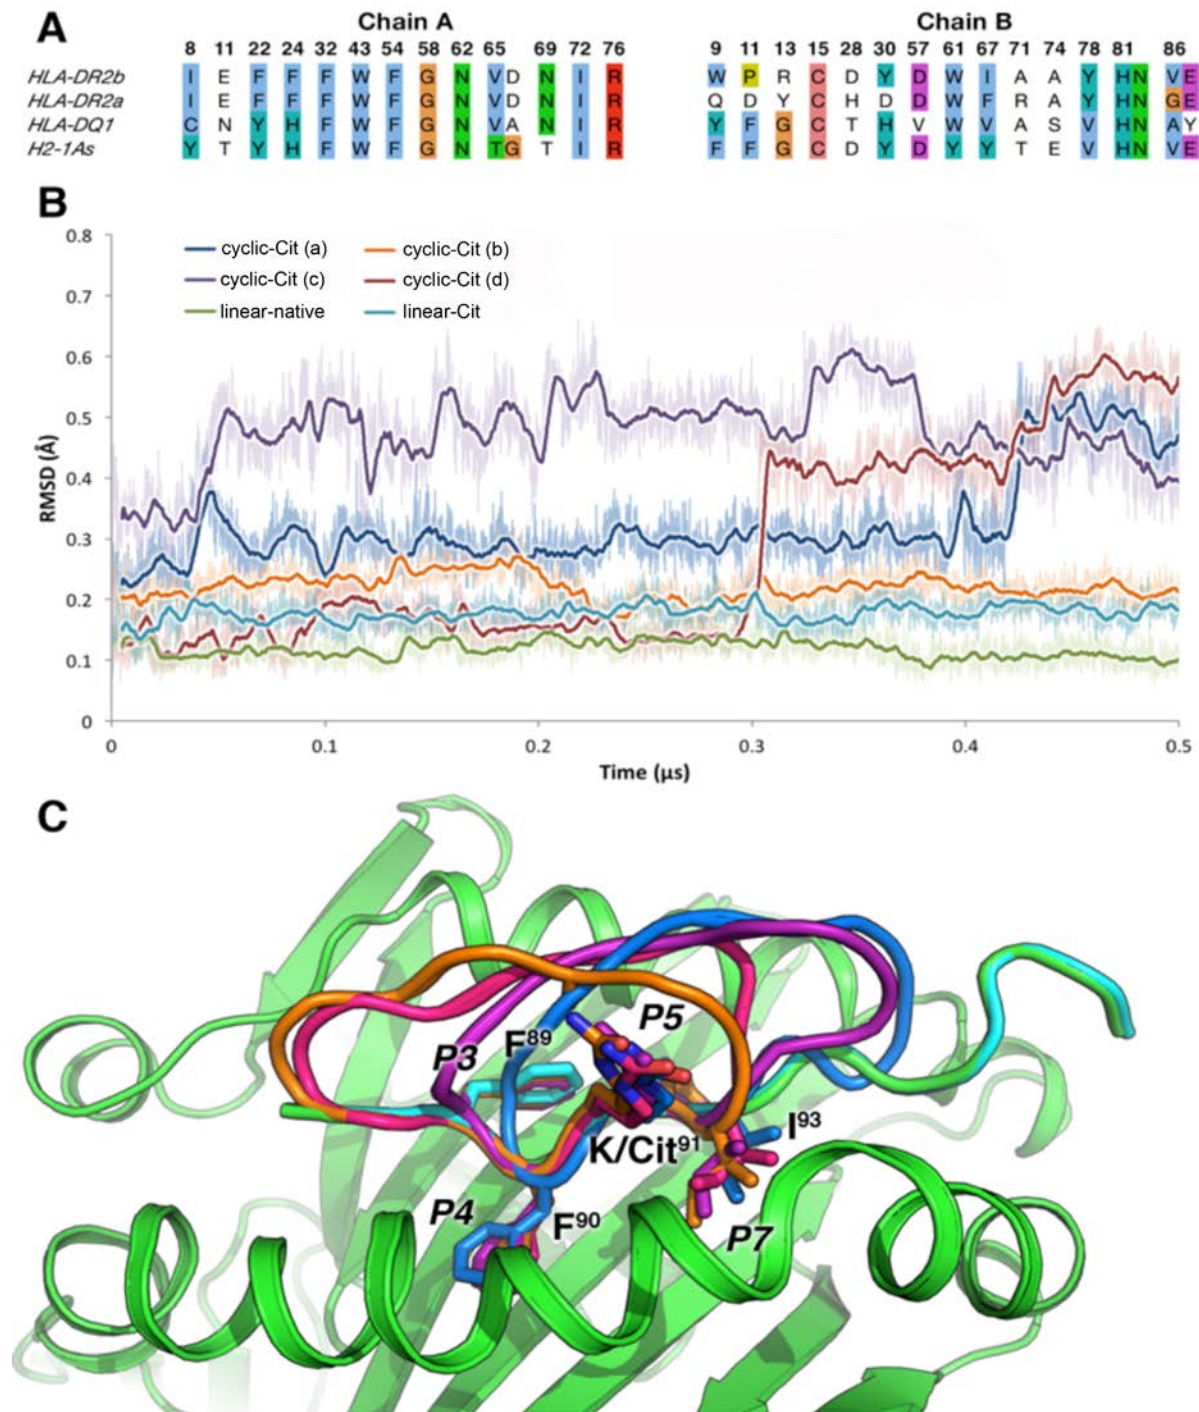 A
Chain A Chain B
8 11 22 24 32 43 54 58 62 65 69 72 76 9 11 13 15 28 30 57 61 67 71 74 78 81 86
HLA-DR2b I E F F F W F G N V D N I R W P R C D Y D W I A A Y H N V E
HLA-DR2a I E F F F W F G N V D N I R Q D Y C H D D W F R A Y H N G E
HLA-DQ1 C N Y H F W F G N V A N I R Y F G C T H V W V A S V H N A Y
H2-1As Y T Y H F W F G N T G T I R F F G C D Y D Y Y T E V H N V E
B
0.8
0.7
0.6
0.5
0.4
0.3
0.2
0.1
0
RMSD (Å)
cyclic-Cit (a) cyclic-Cit (b)
cyclic-Cit (c) cyclic-Cit (d)
linear-native linear-Cit
0 0.1 0.2 0.3 0.4 0.5
Time (µs)
C
P5
P3 F⁸⁹
K/Cit⁹¹ I⁹³
P4 F⁹⁰ P7